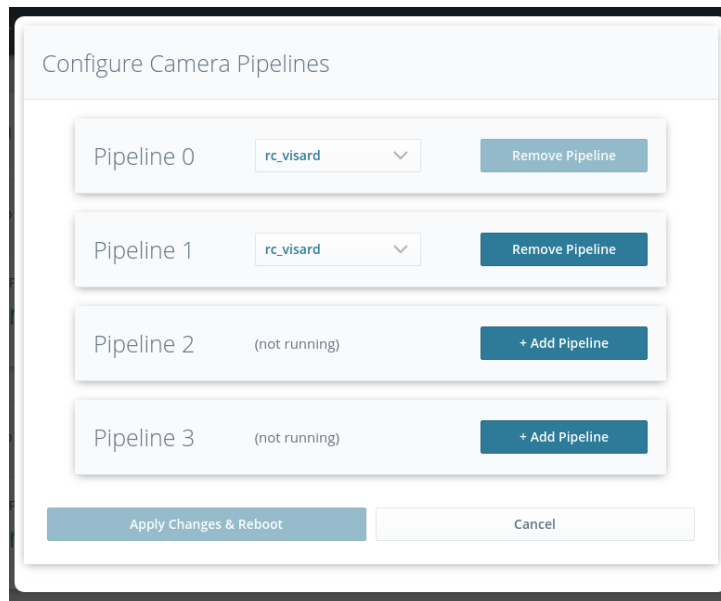 Configure Camera Pipelines
Pipeline 0 rc_visard Remove Pipeline
Pipeline 1 rc_visard Remove Pipeline
Pipeline 2 (not running) + Add Pipeline
Pipeline 3 (not running) + Add Pipeline
Apply Changes & Reboot Cancel